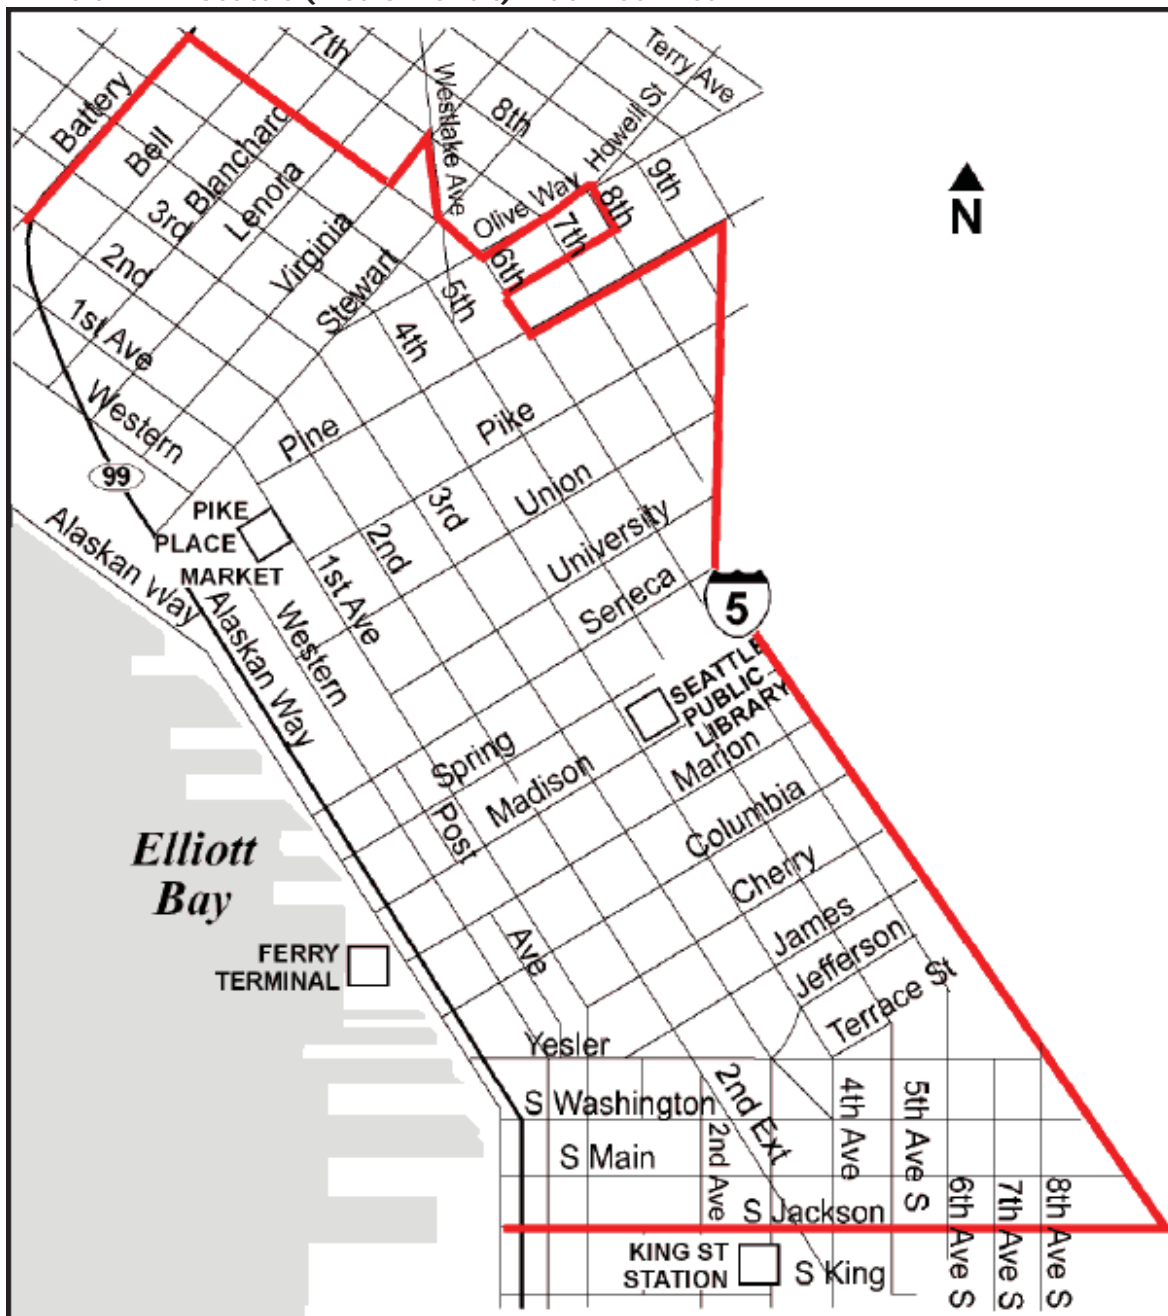 7th
Terry Ave
Westlake Ave
Battery
8th
Howell St
Bell
Blanchard
9th
3rd
Lenora
Olive Way
8th
7th
N
2nd
Virginia
6th
Stewart
5th
1st Ave
4th
Western
Pine
Pike
99
Union
3rd
PIKE
PLACE
MARKET
2nd
University
Alaskan Way
1st Ave
Seneca
5
Alaskan Way
Western
SEATTLE
PUBLIC
LIBRARY
Spring
Marion
Madison
Post
Columbia
Elliott
Bay
Cherry
James
Ave
Jefferson
FERRY
TERMINAL
Terrace St
Yesler
2nd Ext
4th Ave
5th Ave S
S Washington
2nd Ave
S Main
6th Ave S
7th Ave S
8th Ave S
S Jackson
KING ST
STATION
S King